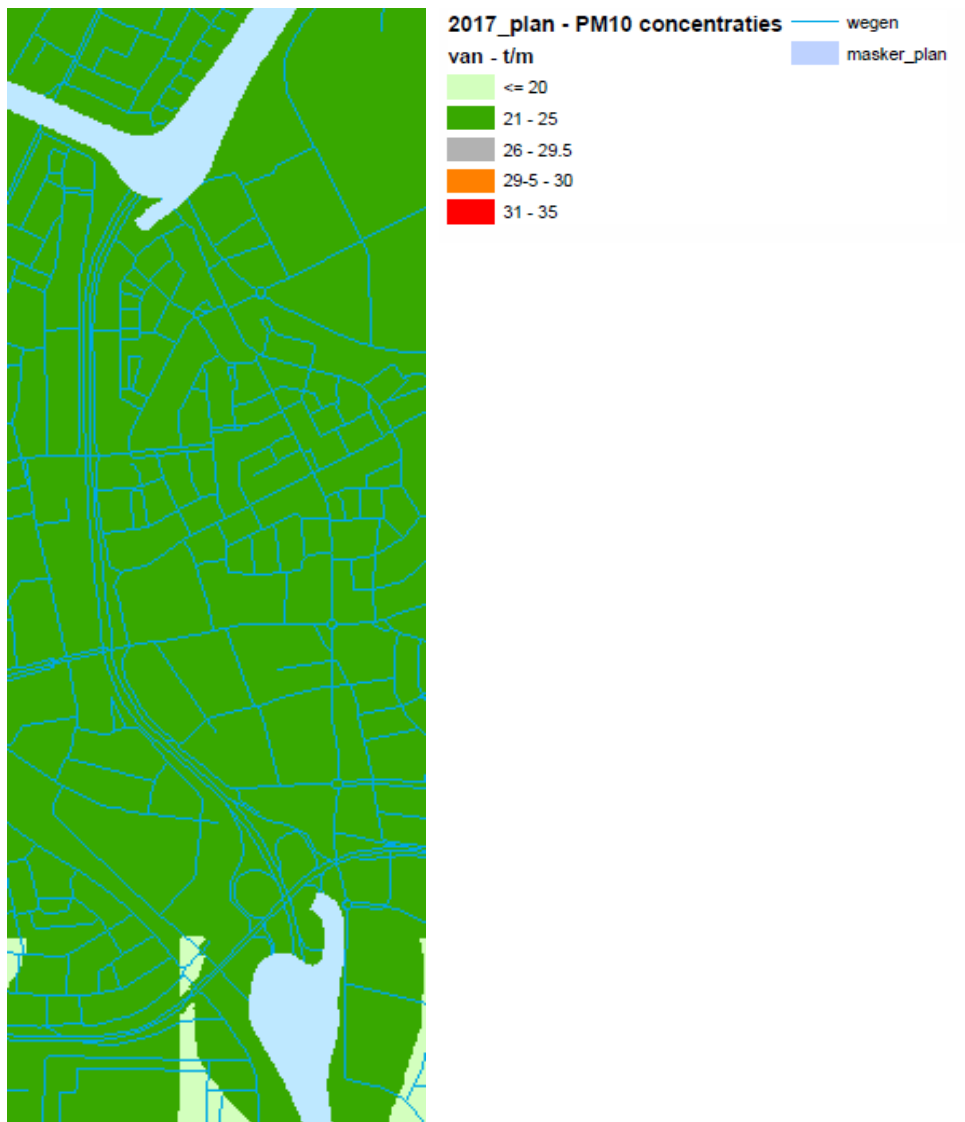 2017_plan - PM10 concentraties
van - t/m
<= 20
21 - 25
26 - 29.5
29-5 - 30
31 - 35
wegen
masker_plan